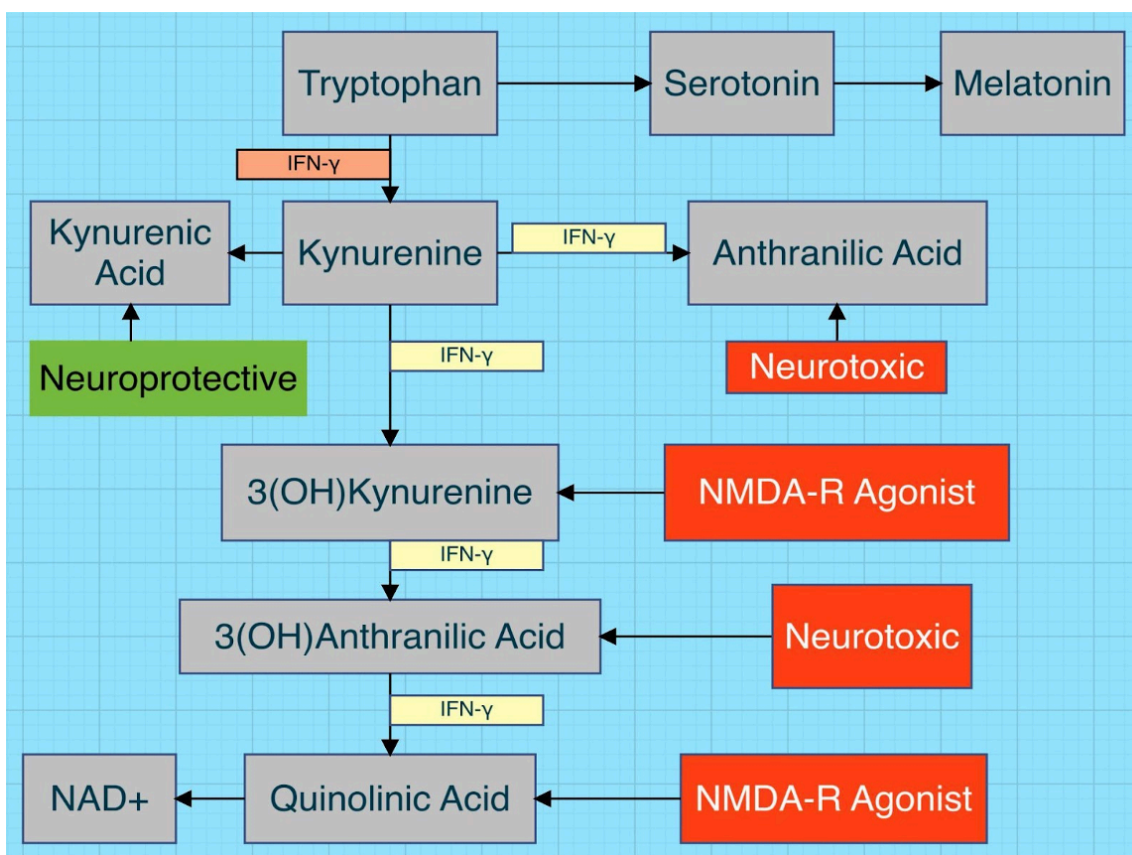 Tryptophan
Serotonin
Melatonin
IFN-γ
Kynurenic
Acid
Kynurenine
IFN-γ
Anthranilic Acid
IFN-γ
Neuroprotective
Neurotoxic
3(OH)Kynurenine
NMDA-R Agonist
IFN-γ
3(OH)Anthranilic Acid
Neurotoxic
IFN-γ
NAD+
Quinolinic Acid
NMDA-R Agonist